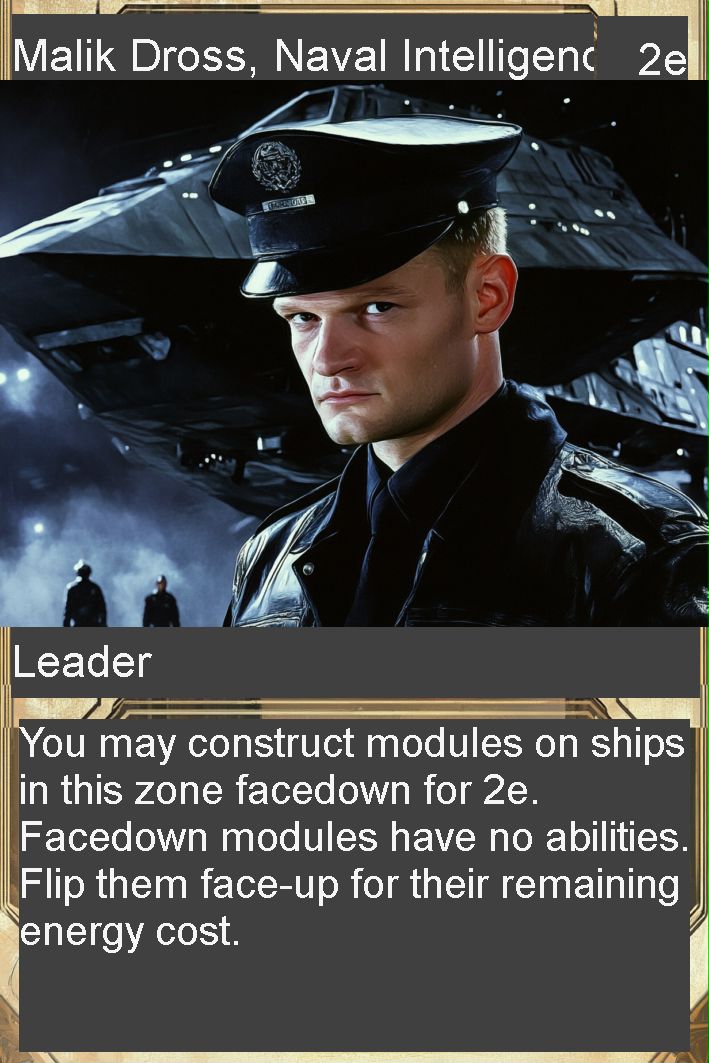 Malik Dross, Naval Intelligenc
2e
Leader
You may construct modules on ships
in this zone facedown for 2e.
Facedown modules have no abilities.
Flip them face-up for their remaining
energy cost.